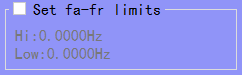 Set fa-fr limits
Hi:0.0000Hz
Low:0.0000Hz